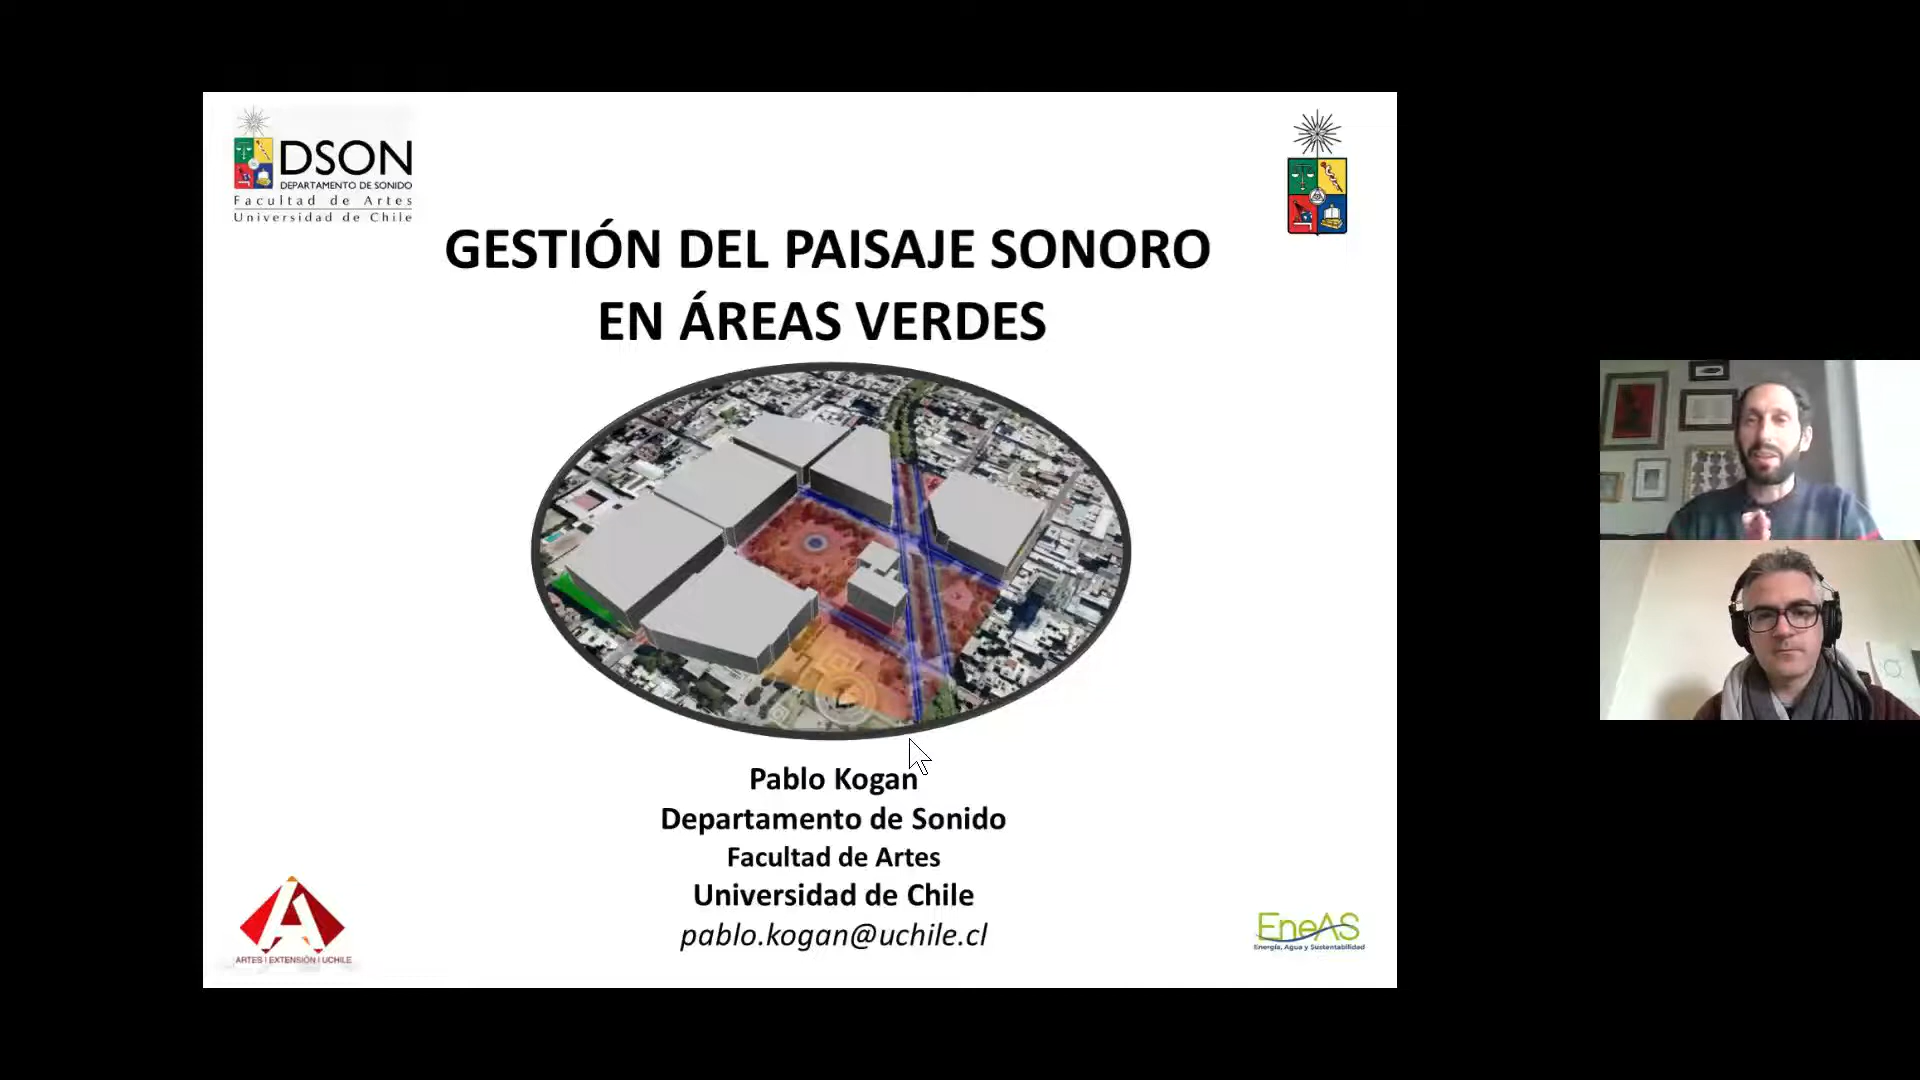 DSON
DEPARTAMENTO DE SONIDO
Facultad de Artes
Universidad de Chile
GESTIÓN DEL PAISAJE SONORO
EN ÁREAS VERDES
Pablo Kogan
Departamento de Sonido
Facultad de Artes
Universidad de Chile
pablo.kogan@uchile.cl
ARTES | EXTENSIÓN | UCHILE
EneAS
Energía, Agua y Sustentabilidad